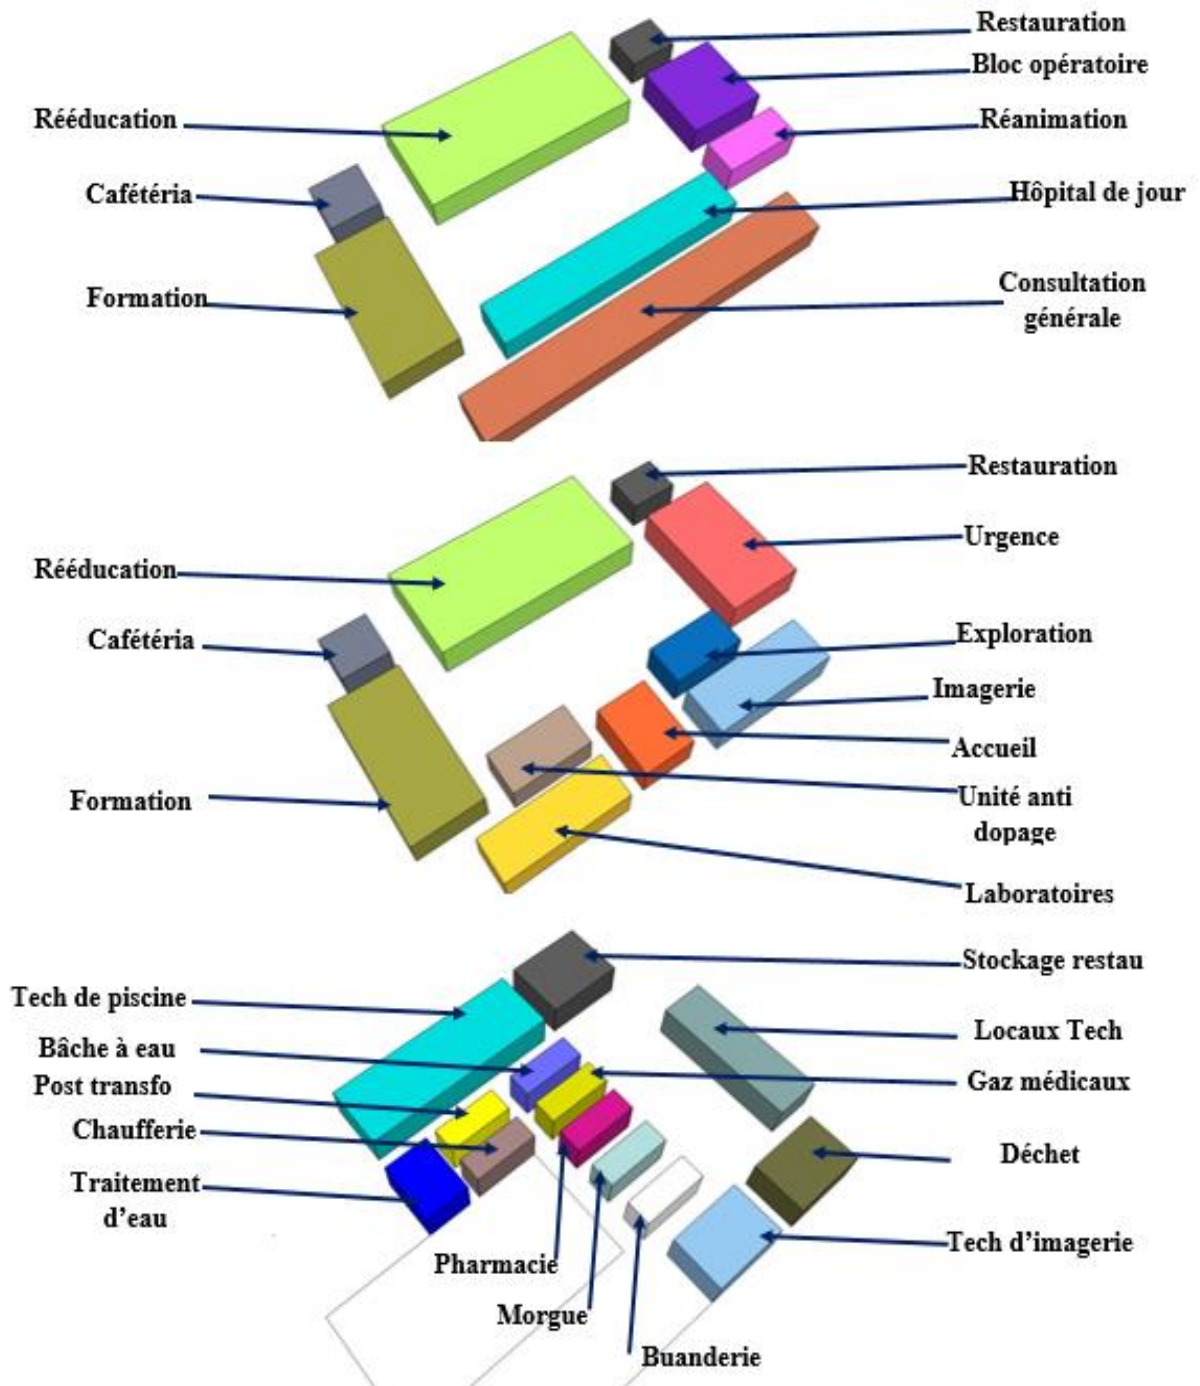 Restauration
Bloc opératoire
Rééducation
Réanimation
Cafétéria
Hôpital de jour
Formation
Consultation
générale
Restauration
Urgence
Rééducation
Cafétéria
Exploration
Imagerie
Accueil
Formation
Unité anti
dopage
Laboratoires
Stockage restau
Tech de piscine
Locaux Tech
Bâche à eau
Post transfo
Gaz médicaux
Chaufferie
Déchet
Traitement
d'eau
Tech d'imagerie
Pharmacie
Morgue
Buanderie